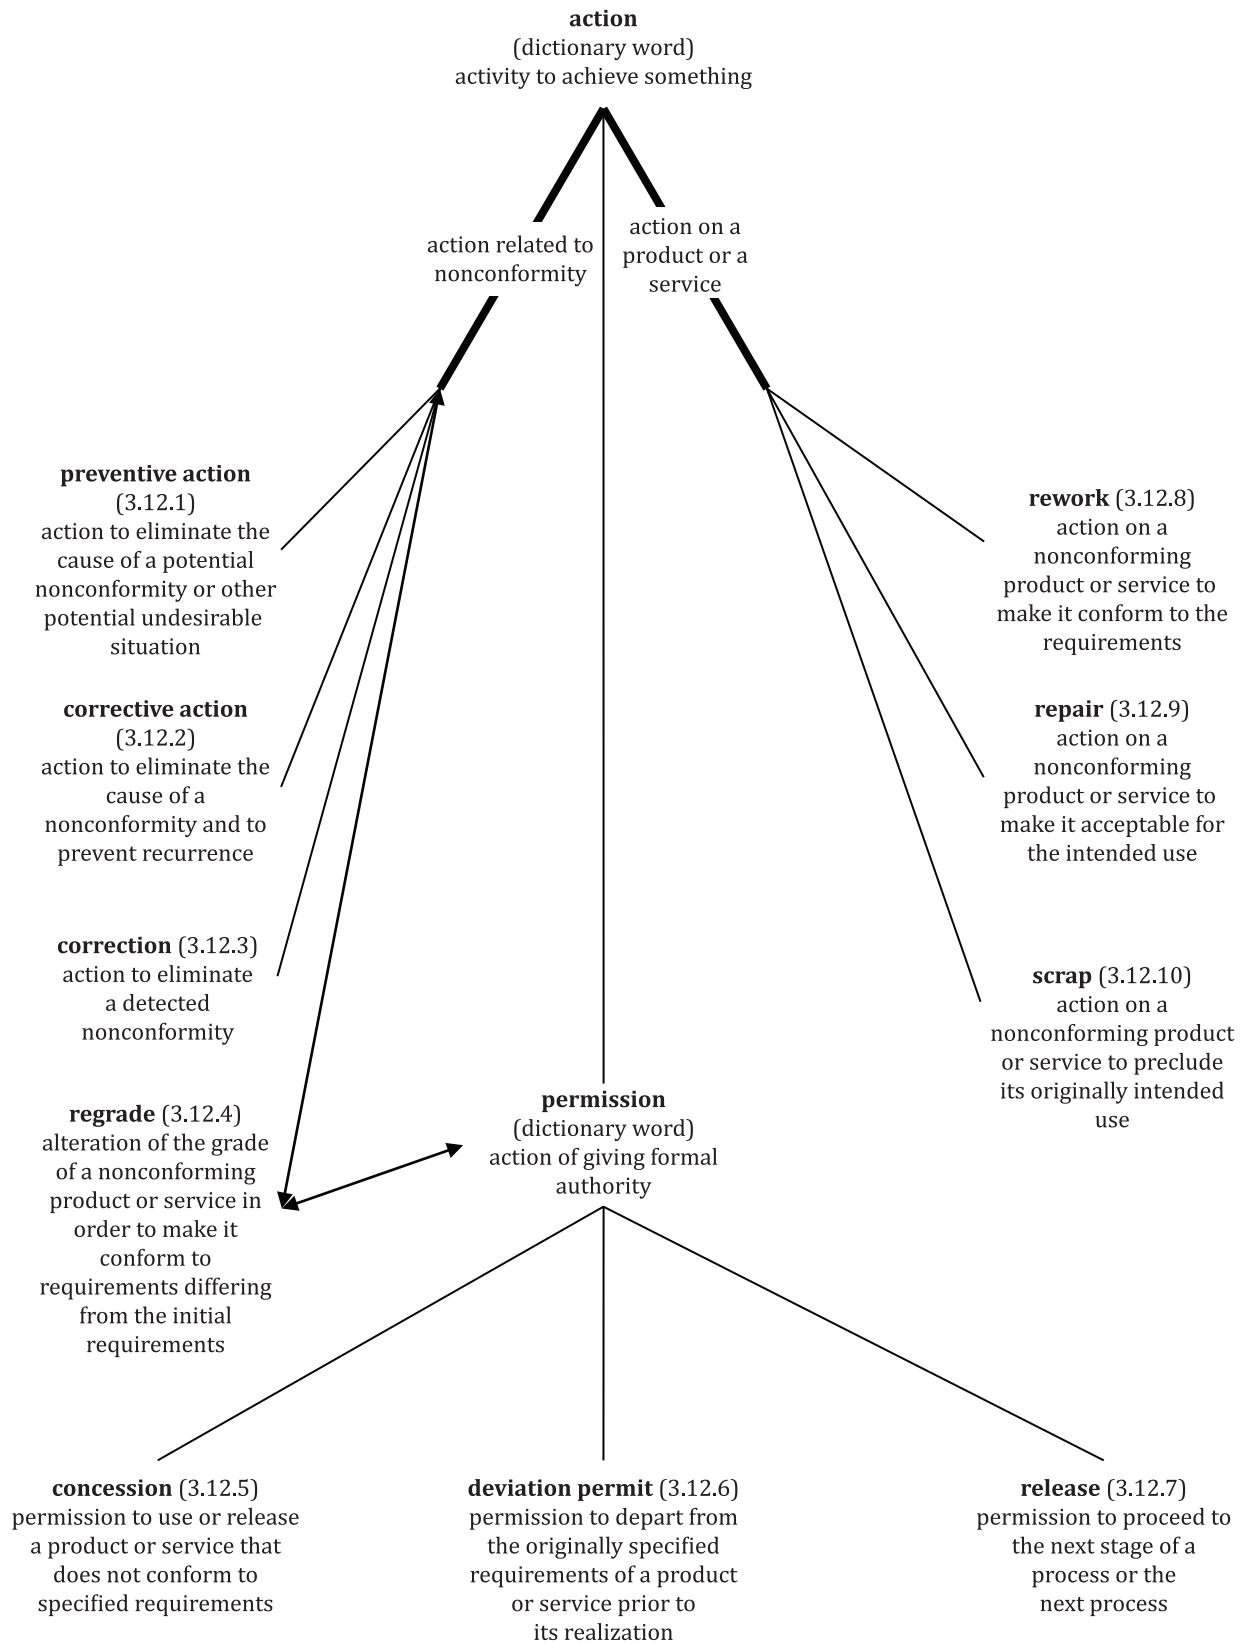 action
(dictionary word)
activity to achieve something
action related to
nonconformity
action on a
product or a
service
preventive action
(3.12.1)
action to eliminate the
cause of a potential
nonconformity or other
potential undesirable
situation
corrective action
(3.12.2)
action to eliminate the
cause of a
nonconformity and to
prevent recurrence
correction (3.12.3)
action to eliminate
a detected
nonconformity
regrade (3.12.4)
alteration of the grade
of a nonconforming
product or service in
order to make it
conform to
requirements differing
from the initial
requirements
rework (3.12.8)
action on a
nonconforming
product or service to
make it conform to the
requirements
repair (3.12.9)
action on a
nonconforming
product or service to
make it acceptable for
the intended use
scrap (3.12.10)
action on a
nonconforming product
or service to preclude
its originally intended
use
permission
(dictionary word)
action of giving formal
authority
concession (3.12.5)
permission to use or release
a product or service that
does not conform to
specified requirements
deviation permit (3.12.6)
permission to depart from
the originally specified
requirements of a product
or service prior to
its realization
release (3.12.7)
permission to proceed to
the next stage of a
process or the
next process